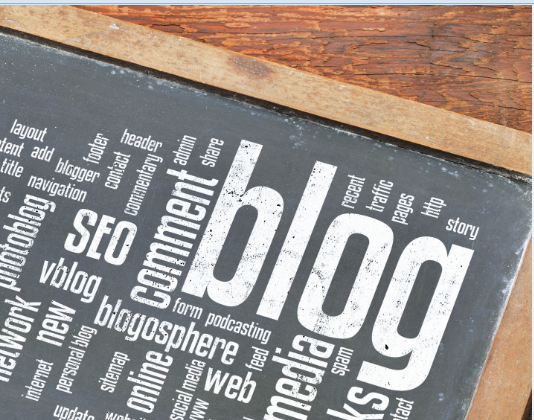 layout
add
title
blogger
footer
header
navigation
contact
commentary
admin
share
blog
recent
traffic
pages
http
story
photoblog
SEO
comment
vblog
form podcasting
network
new
blogosphere
internet
personal blog
sitemap
online
social media
web
feed
media
spam
update
www